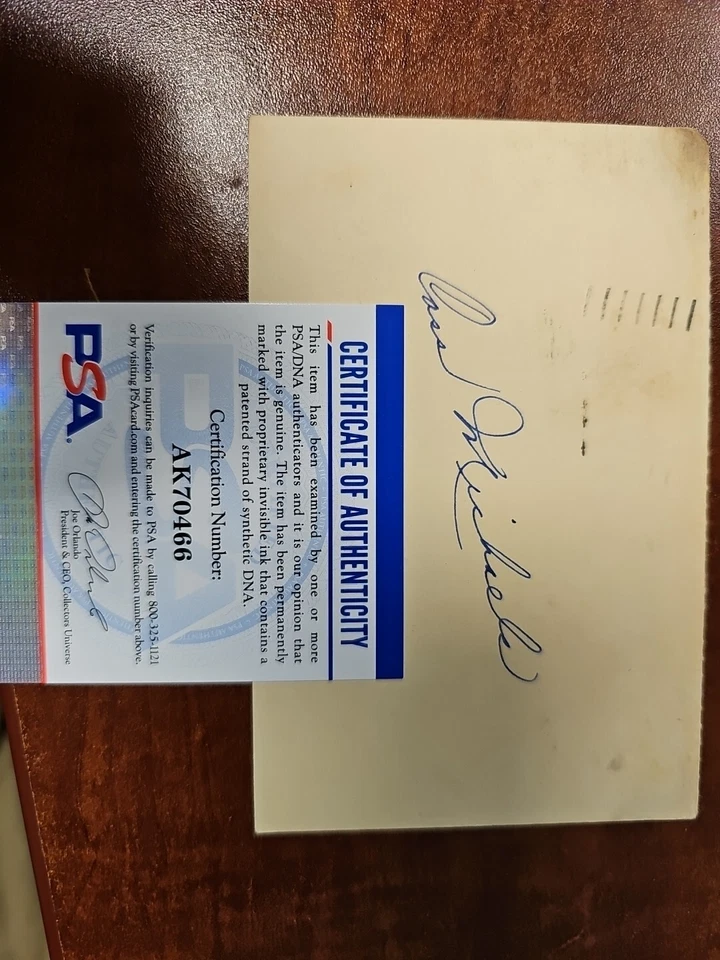 Cass Michaels
CERTIFICATE OF AUTHENTICITY
This item has been examined by one or more
PSA/DNA authenticators and it is our opinion that
the item is genuine. The item has been permanently
marked with proprietary invisible ink that contains a
patented strand of synthetic DNA.
Certification Number:
AK70466
Verification inquiries can be made to PSA by calling 800-325-1121
or by visiting PSAcard.com and entering the certification number above.
PSA®
Joe Orlando
President & CEO, Collectors Universe